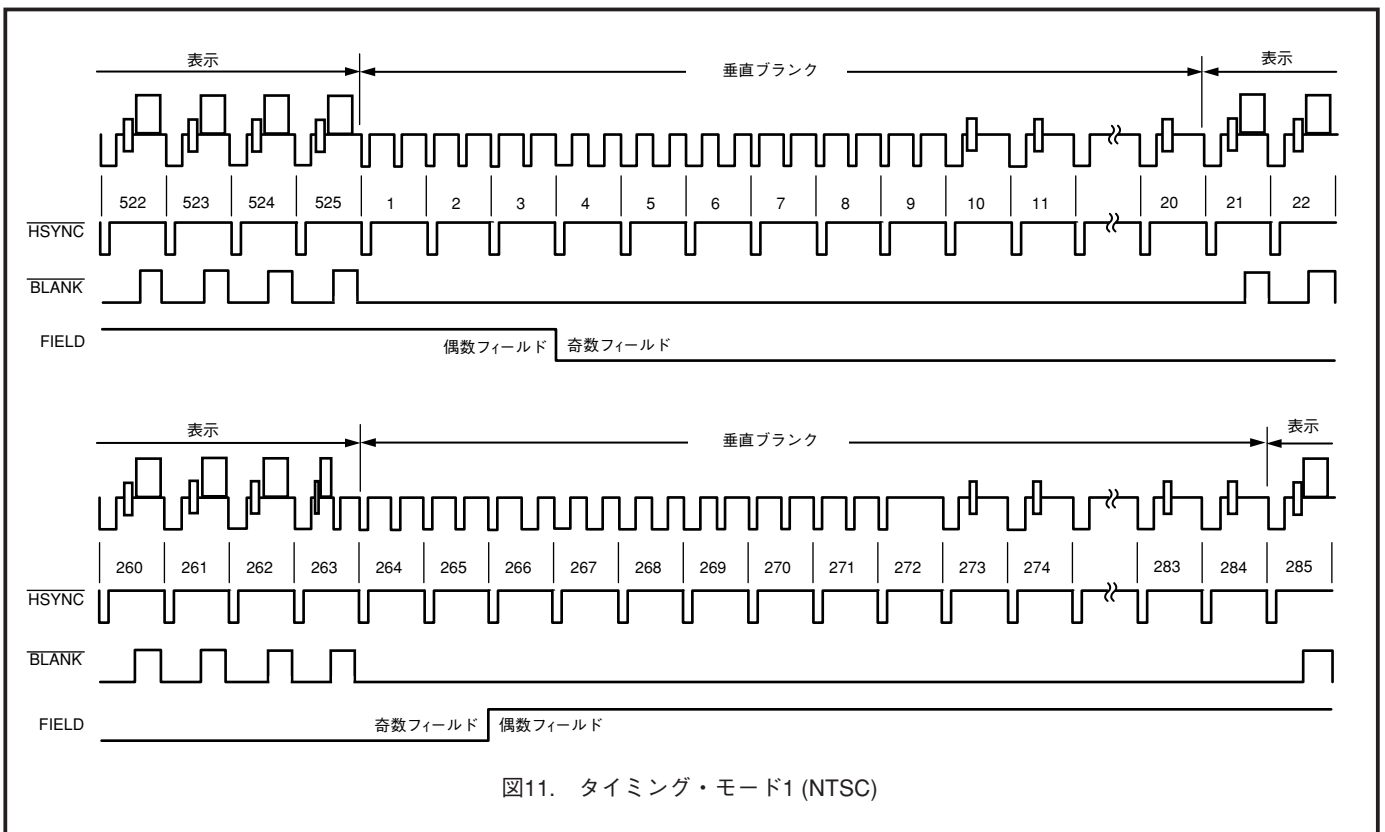 表示 垂直ブランク 表示
522 523 524 525 1 2 3 4 5 6 7 8 9 10 11 20 21 22
HSYNC
BLANK
FIELD 偶数フィールド 奇数フィールド
表示 垂直ブランク 表示
260 261 262 263 264 265 266 267 268 269 270 271 272 273 274 283 284 285
HSYNC
BLANK
FIELD 奇数フィールド 偶数フィールド
図11. タイミング・モード1 (NTSC)